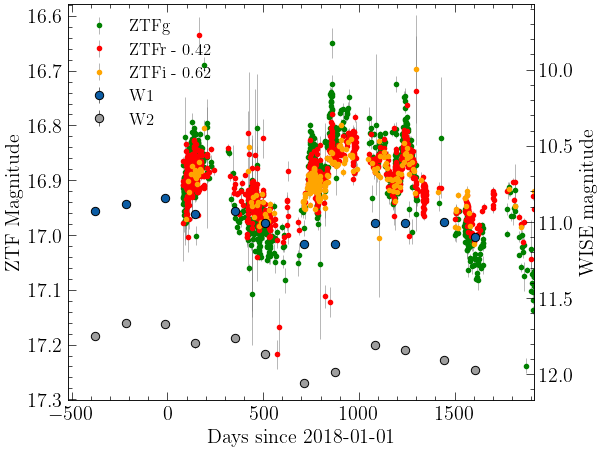 16.6
16.7
16.8
16.9
17.0
17.1
17.2
17.3
ZTF Magnitude
ZTFg
ZTFr - 0.42
ZTFi - 0.62
W1
W2
10.0
10.5
11.0
11.5
12.0
WISE magnitude
−500 0 500 1000 1500
Days since 2018-01-01